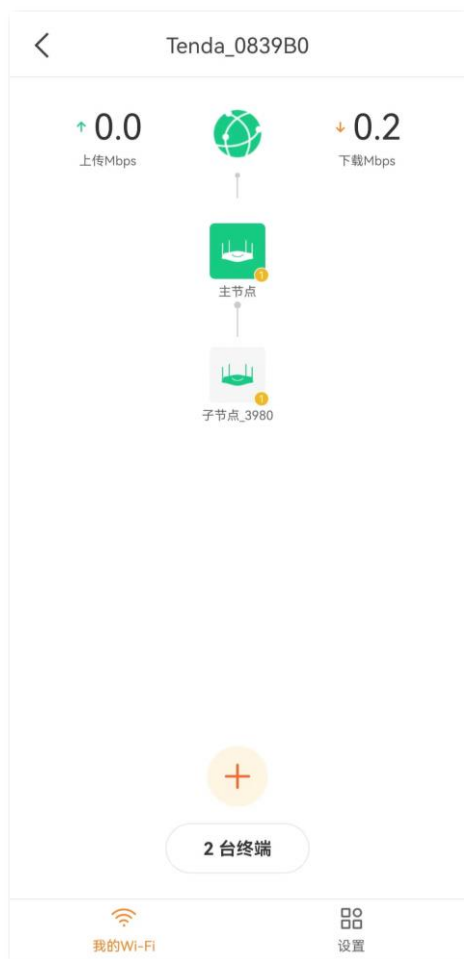 Tenda_0839B0
0.0
上传Mbps
0.2
下载Mbps
1
主节点
1
子节点_3980
2 台终端
我的Wi-Fi
设置